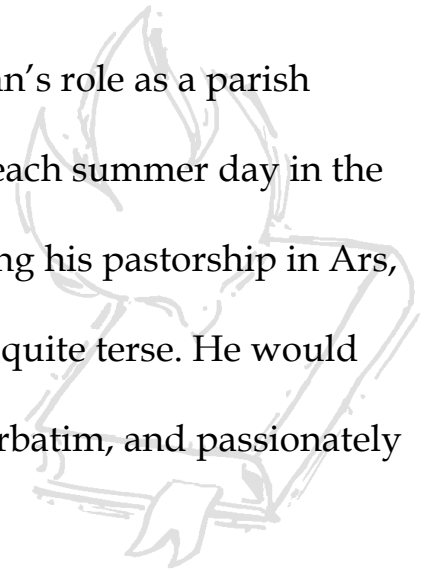 n's role as a parish
each summer day in the
ng his pastorship in Ars,
quite terse. He would
rbatim, and passionately